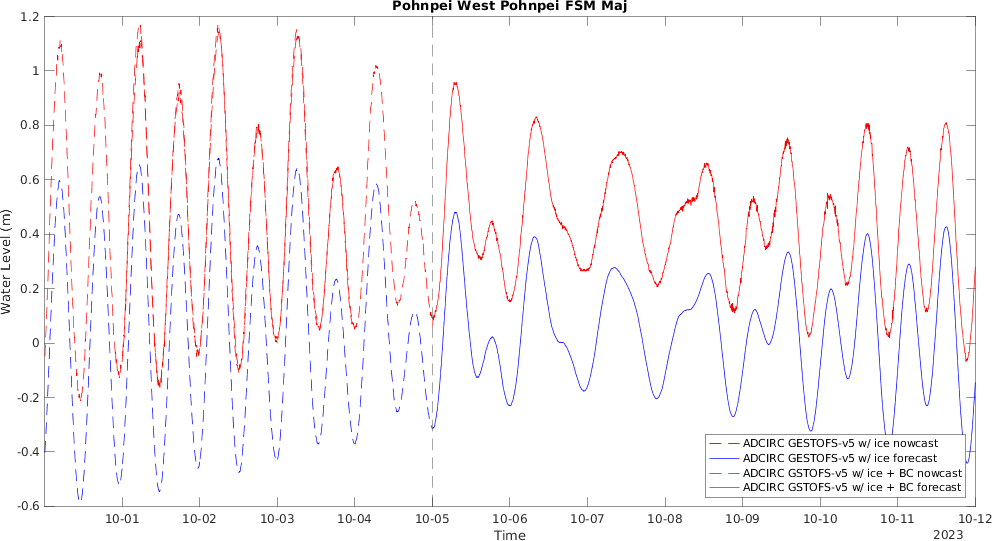 Pohnpei West Pohnpei FSM Maj
1.2
1
0.8
0.6
0.4
0.2
0
-0.2
-0.4
-0.6
Water Level (m)
10-01 10-02 10-03 10-04 10-05 10-06 10-07 10-08 10-09 10-10 10-11 10-12
Time
2023
ADCIRC GESTOFS-v5 w/ ice nowcast
ADCIRC GESTOFS-v5 w/ ice forecast
ADCIRC GSTOFS-v5 w/ ice + BC nowcast
ADCIRC GSTOFS-v5 w/ ice + BC forecast